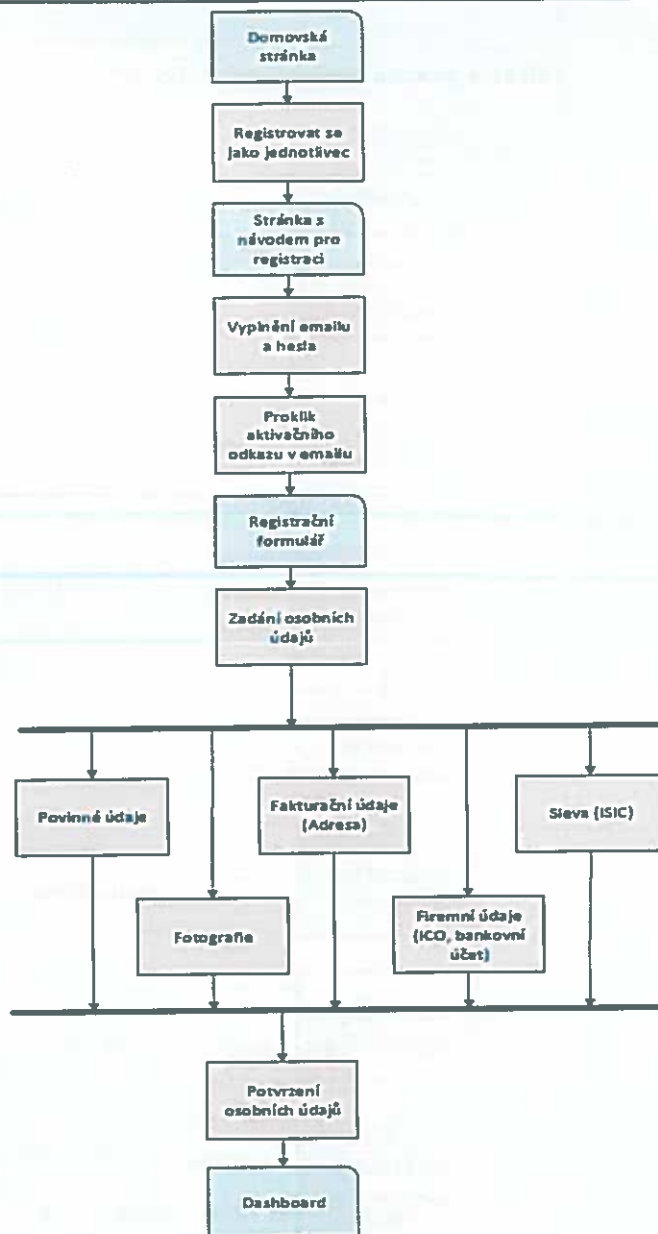 Domovská
stránka
Registrovat se
jako jednotlivec
Stránka s
návodem pro
registraci
Vyplnění emailu
a hesla
Proklik
aktivačního
odkazu v emailu
Registrační
formulář
Zadání osobních
údajů
Povinné údaje
Fakturační údaje
(Adresa)
Sleva (ISIC)
Fotografie
Firemní údaje
(ICO, bankovní
účet)
Potvrzení
osobních údajů
Dashboard